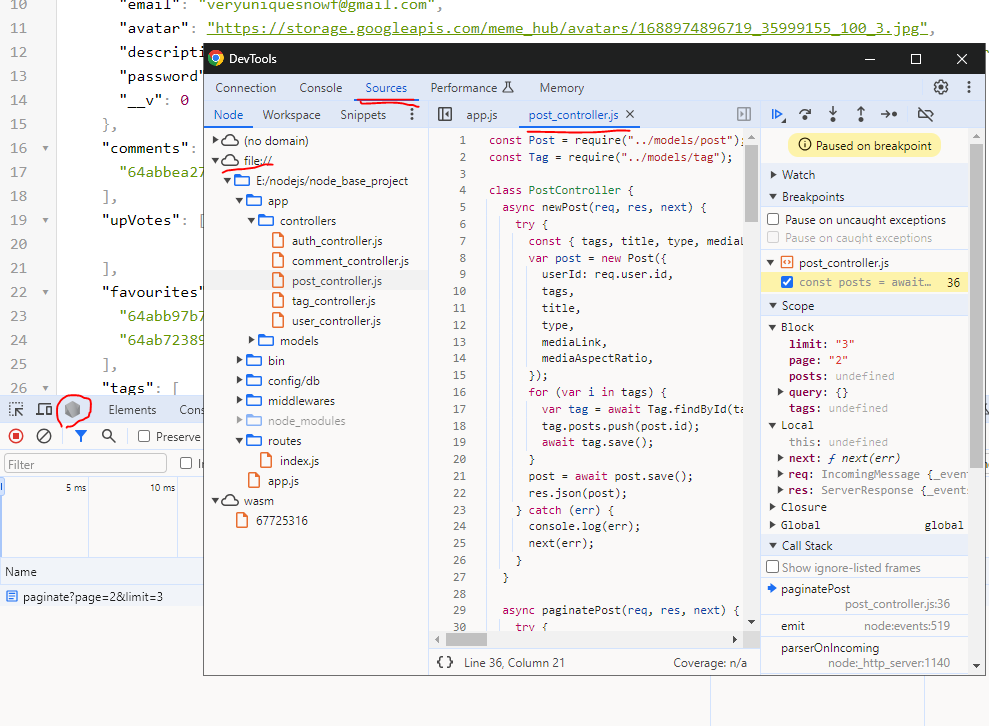 10 "email": "veryuniquesnowf@gmail.com",
11 "avatar": "https://storage.googleapis.com/meme_hub/avatars/1688974896719_35999155_100_3.jpg",
12 "descripti
13 "password"
14 "__v": 0
15 },
16 "comments":
17 "64abbea27
18 ],
19 "upVotes": [
20
21 ],
22 "favourites"
23 "64abb97b7
24 "64ab72389
25 ],
26 "tags": [
Elements Cons
Preserve
Filter
5 ms 10 ms
Name
paginate?page=2&limit=3
DevTools
Connection Console Sources Performance Memory
Node Workspace Snippets
(no domain)
file://
E:/nodejs/node_base_project
app
controllers
auth_controller.js
comment_controller.js
post_controller.js
tag_controller.js
user_controller.js
models
bin
config/db
middlewares
node_modules
routes
index.js
app.js
wasm
67725316
app.js post_controller.js
1 const Post = require("../models/post");
2 const Tag = require("../models/tag");
3
4 class PostController {
5 async newPost(req, res, next) {
6 try {
7 const { tags, title, type, mediaL
8 var post = new Post({
9 userId: req.user.id,
10 tags,
11 title,
12 type,
13 mediaLink,
14 mediaAspectRatio,
15 });
16 for (var i in tags) {
17 var tag = await Tag.findById(ta
18 tag.posts.push(post.id);
19 await tag.save();
20 }
21 post = await post.save();
22 res.json(post);
23 } catch (err) {
24 console.log(err);
25 next(err);
26 }
27 }
28
29 async paginatePost(req, res, next) {
30 try {
{} Line 36, Column 21 Coverage: n/a
Paused on breakpoint
Watch
Breakpoints
Pause on uncaught exceptions
Pause on caught exceptions
post_controller.js
const posts = await… 36
Scope
Block
limit: "3"
page: "2"
posts: undefined
query: {}
tags: undefined
Local
this: undefined
next: ƒ next(err)
req: IncomingMessage {_event
res: ServerResponse {_events
Closure
Global global
Call Stack
Show ignore-listed frames
paginatePost
post_controller.js:36
emit node:events:519
parserOnIncoming
node:_http_server:1140